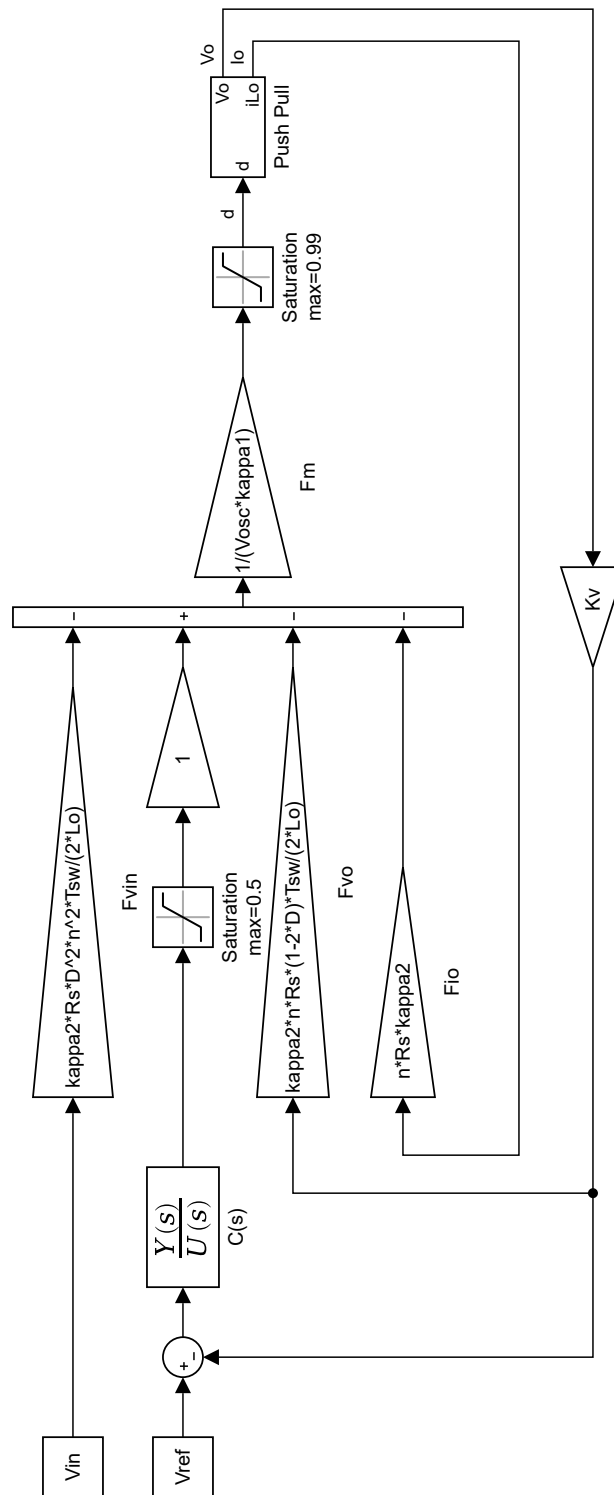 Vin
kappa2*Rs*D^2*n^2*Tsw/(2*Lo)
Fvin
-
Vref
+
-
Y(s)
U(s)
C(s)
Saturation
max=0.5
1
+
kappa2*n*Rs*(1-2*D)*Tsw/(2*Lo)
Fvo
-
n*Rs*kappa2
Fio
-
1/(Vosc*kappa1)
Fm
Saturation
max=0.99
d
d
Vo
iLo
Push Pull
Vo
Io
Kv